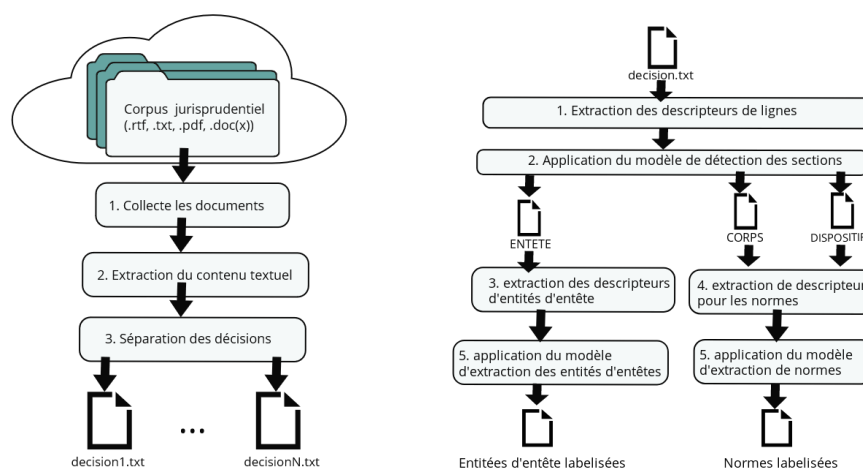 Corpus jurisprudentiel
(.rtf, .txt, .pdf, .doc(x))
1. Collecte les documents
2. Extraction du contenu textuel
3. Séparation des décisions
...
decision1.txt
decisionN.txt
decision.txt
1. Extraction des descripteurs de lignes
2. Application du modèle de détection des sections
ENTETE
CORPS
DISPOSITIF
3. extraction des descripteurs
d'entités d'entête
4. extraction de descripteur
pour les normes
5. application du modèle
d'extraction des entités d'entêtes
5. application du modèle
d'extraction de normes
Entitées d'entête labelisées
Normes labelisées